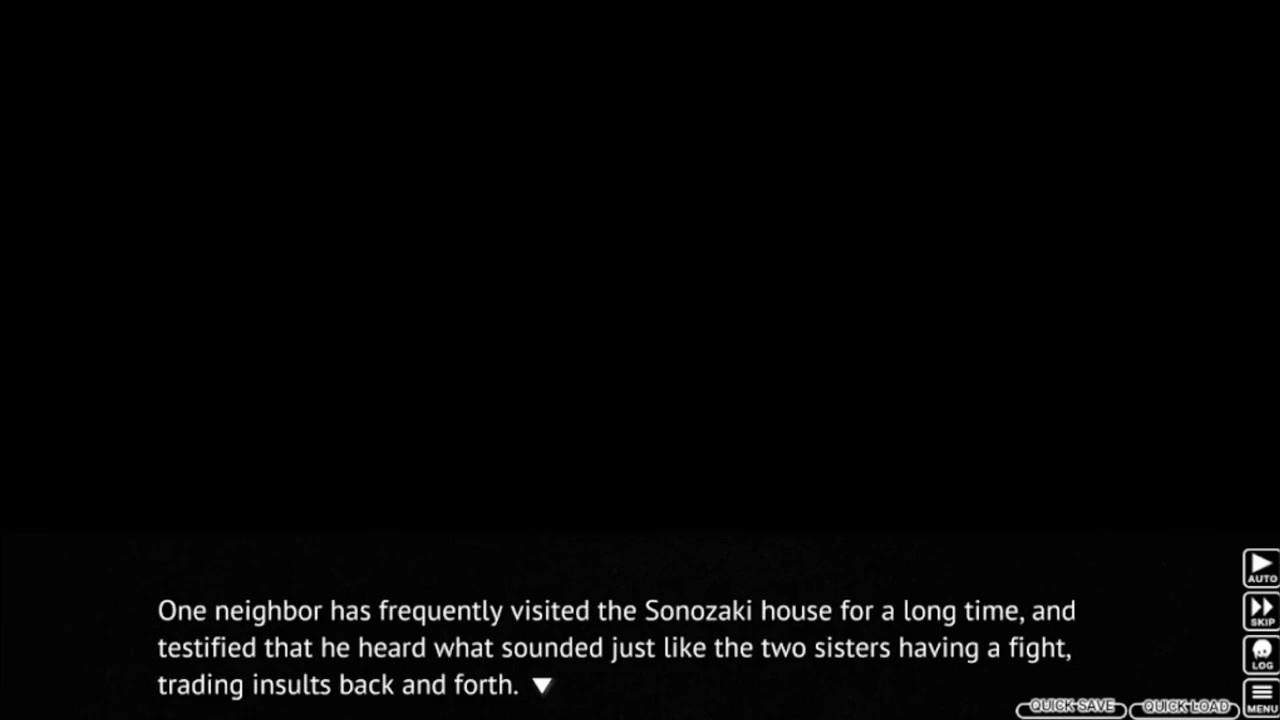 One neighbor has frequently visited the Sonozaki house for a long time, and
testified that he heard what sounded just like the two sisters having a fight,
trading insults back and forth.
AUTO
SKIP
LOG
MENU
QUICK SAVE
QUICK LOAD